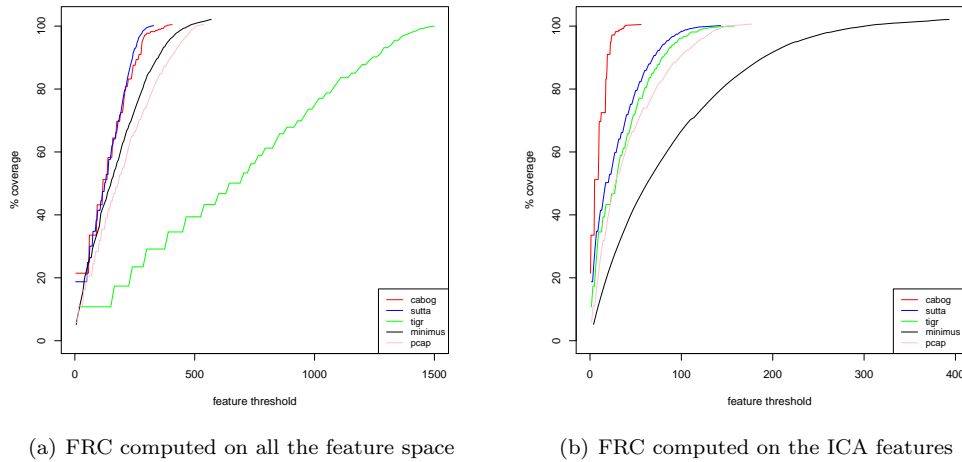 100
80
60
40
20
0
% coverage
0
500
1000
1500
feature threshold
cabog
sutta
tigr
minimus
pcap
(a) FRC computed on all the feature space
100
80
60
40
20
0
% coverage
0
100
200
300
400
feature threshold
cabog
sutta
tigr
minimus
pcap
(b) FRC computed on the ICA features